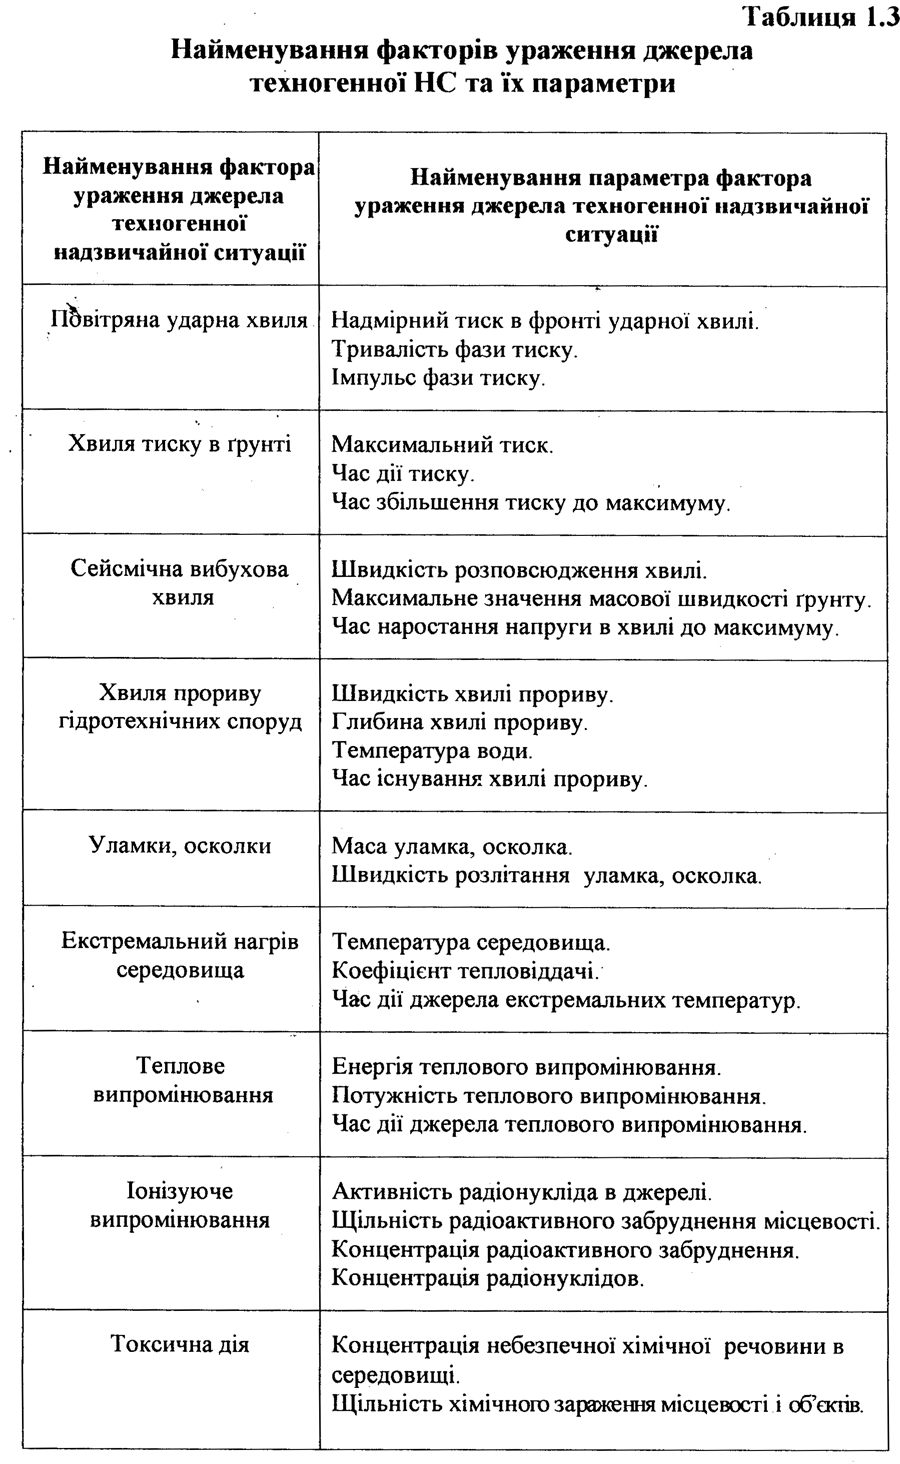 Таблиця 1.3
Найменування факторів ураження джерела
техногенної НС та їх параметри
Найменування фактора
ураження джерела
техногенної
надзвичайної ситуації
Найменування параметра фактора
ураження джерела техногенної надзвичайної
ситуації
Повітряна ударна хвиля
Надмірний тиск в фронті ударної хвилі.
Тривалість фази тиску.
Імпульс фази тиску.
Хвиля тиску в ґрунті
Максимальний тиск.
Час дії тиску.
Час збільшення тиску до максимуму.
Сейсмічна вибухова
хвиля
Швидкість розповсюдження хвилі.
Максимальне значення масової швидкості ґрунту.
Час наростання напруги в хвилі до максимуму.
Хвиля прориву
гідротехнічних споруд
Швидкість хвилі прориву.
Глибина хвилі прориву.
Температура води.
Час існування хвилі прориву.
Уламки, осколки
Маса уламка, осколка.
Швидкість розлітання уламка, осколка.
Екстремальний нагрів
середовища
Температура середовища.
Коефіцієнт тепловіддачі.
Час дії джерела екстремальних температур.
Теплове
випромінювання
Енергія теплового випромінювання.
Потужність теплового випромінювання.
Час дії джерела теплового випромінювання.
Іонізуюче
випромінювання
Активність радіонукліда в джерелі.
Щільність радіоактивного забруднення місцевості.
Концентрація радіоактивного забруднення.
Концентрація радіонуклідов.
Токсична дія
Концентрація небезпечної хімічної речовини в
середовищі.
Щільність хімічного зараження місцевості і об’єктів.